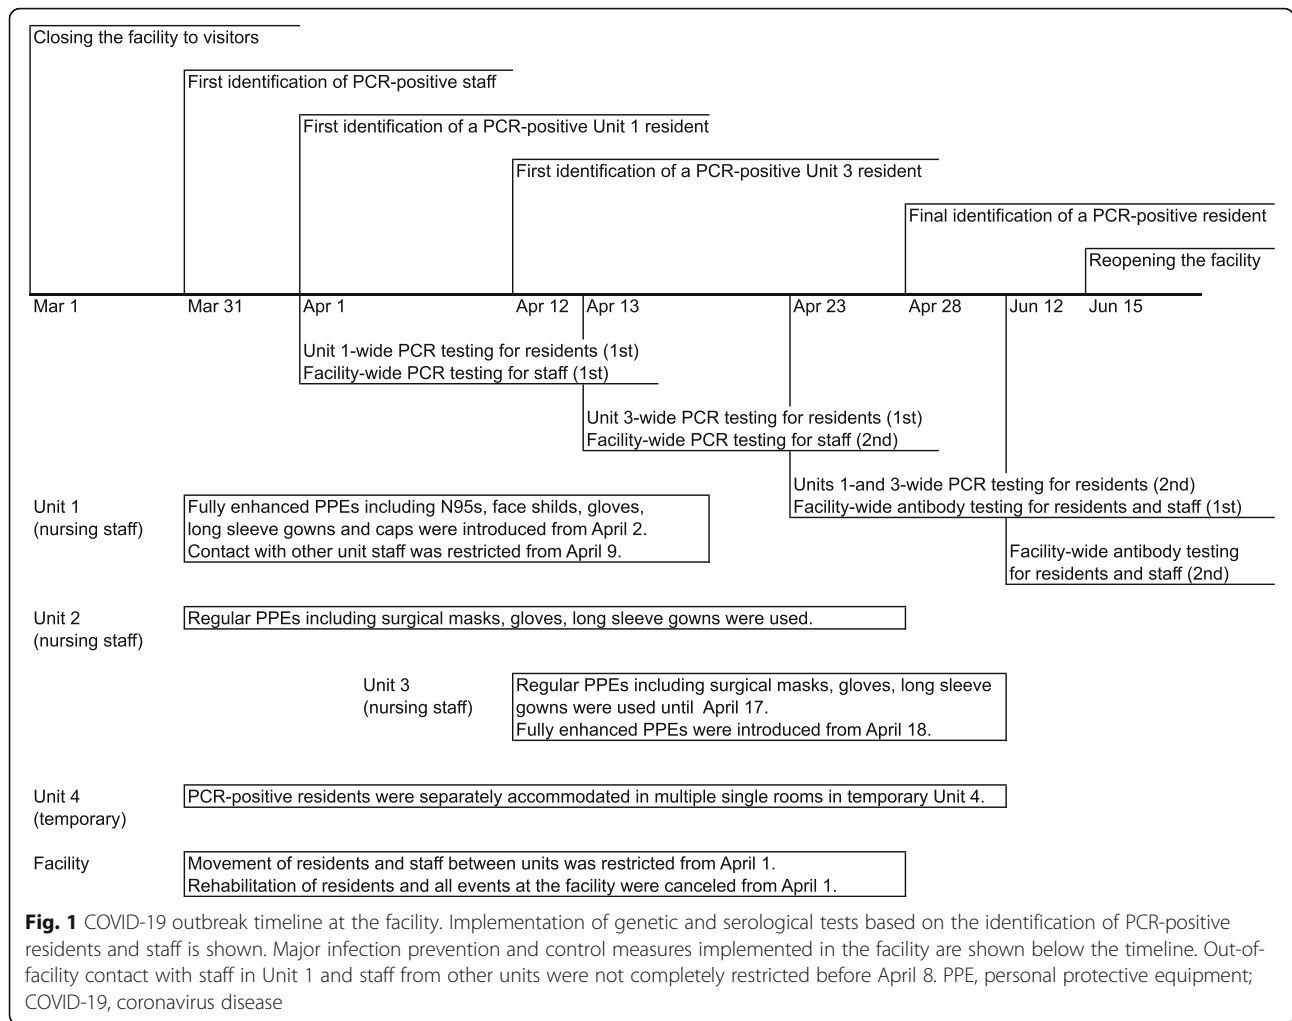 Closing the facility to visitors
First identification of PCR-positive staff
First identification of a PCR-positive Unit 1 resident
First identification of a PCR-positive Unit 3 resident
Final identification of a PCR-positive resident
Reopening the facility
Mar 1 Mar 31 Apr 1 Apr 12 Apr 13 Apr 23 Apr 28 Jun 12 Jun 15
Unit 1-wide PCR testing for residents (1st)
Facility-wide PCR testing for staff (1st)
Unit 3-wide PCR testing for residents (1st)
Facility-wide PCR testing for staff (2nd)
Units 1-and 3-wide PCR testing for residents (2nd)
Facility-wide antibody testing for residents and staff (1st)
Facility-wide antibody testing
for residents and staff (2nd)
Unit 1
(nursing staff)
Fully enhanced PPEs including N95s, face shilds, gloves,
long sleeve gowns and caps were introduced from April 2.
Contact with other unit staff was restricted from April 9.
Unit 2
(nursing staff)
Regular PPEs including surgical masks, gloves, long sleeve gowns were used.
Unit 3
(nursing staff)
Regular PPEs including surgical masks, gloves, long sleeve
gowns were used until April 17.
Fully enhanced PPEs were introduced from April 18.
Unit 4
(temporary)
PCR-positive residents were separately accommodated in multiple single rooms in temporary Unit 4.
Facility
Movement of residents and staff between units was restricted from April 1.
Rehabilitation of residents and all events at the facility were canceled from April 1.
Fig. 1 COVID-19 outbreak timeline at the facility. Implementation of genetic and serological tests based on the identification of PCR-positive
residents and staff is shown. Major infection prevention and control measures implemented in the facility are shown below the timeline. Out-of-
facility contact with staff in Unit 1 and staff from other units were not completely restricted before April 8. PPE, personal protective equipment;
COVID-19, coronavirus disease